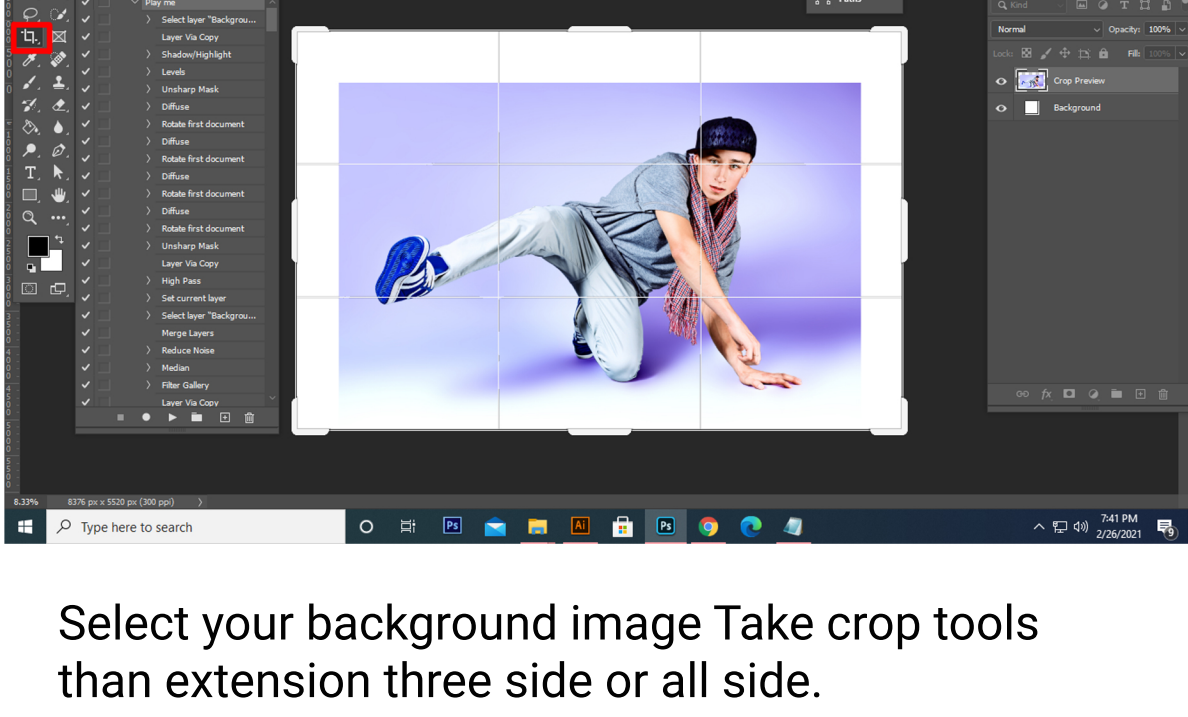 Play me
Select layer "Backgrou...
Layer Via Copy
Shadow/Highlight
Levels
Unsharp Mask
Diffuse
Rotate first document
Diffuse
Rotate first document
Diffuse
Rotate first document
Diffuse
Rotate first document
Unsharp Mask
Layer Via Copy
High Pass
Set current layer
Select layer "Backgrou...
Merge Layers
Reduce Noise
Median
Filter Gallery
Layer Via Copy
Kind
Normal Opacity: 100%
Lock: Fill: 100%
Crop Preview
Background
8.33% 8376 px x 5520 px (300 ppi)
Type here to search
Ps Ai Ps
7:41 PM
2/26/2021
9
Select your background image Take crop tools
than extension three side or all side.